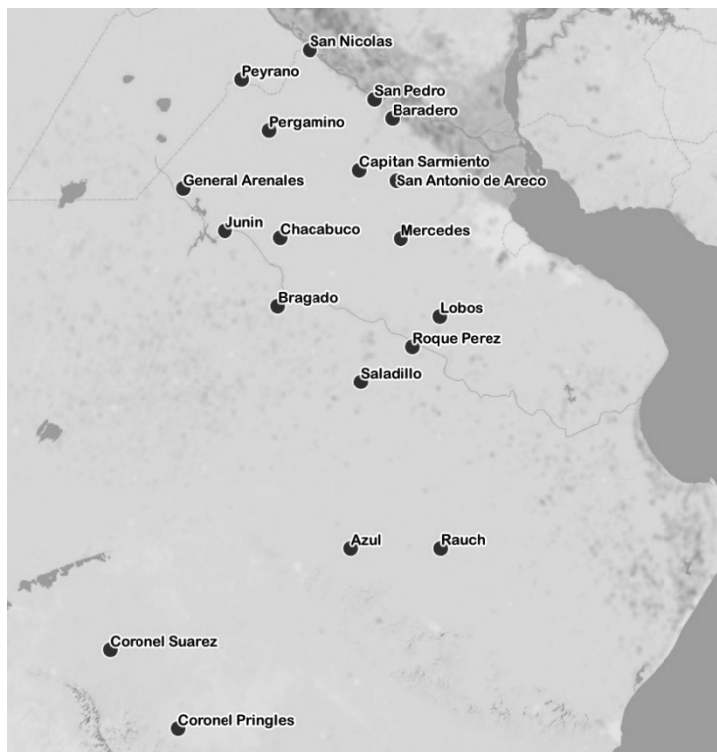 San Nicolas
Peyrano
San Pedro
Baradero
Pergamino
Capitan Sarmiento
General Arenales
San Antonio de Areco
Junin
Chacabuco
Mercedes
Bragado
Lobos
Roque Perez
Saladillo
Azul
Rauch
Coronel Suarez
Coronel Pringles